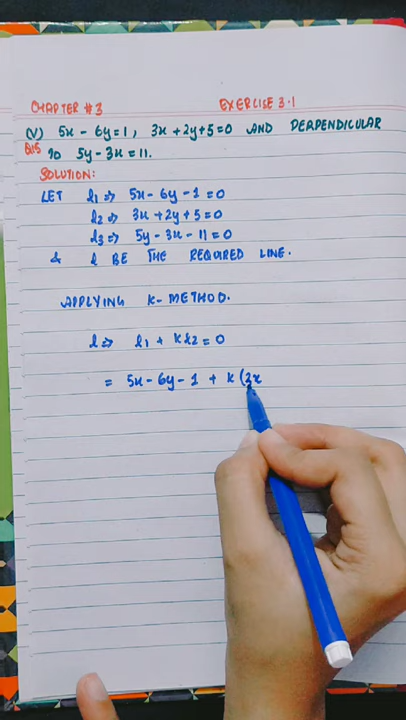 CHAPTER #3 EXERCISE 3.1
(V) 5x - 6y=1, 3x +2y+5=0 AND PERPENDICULAR
Q15 TO 5y - 3x = 11.
SOLUTION:
LET l1 => 5x - 6y - 1 = 0
l2 => 3x + 2y + 5 = 0
l3 => 5y - 3x - 11 = 0
& l BE THE REQUIRED LINE.
APPLYING K- METHOD.
l => l1 + kl2 = 0
= 5x - 6y - 1 + k (3x